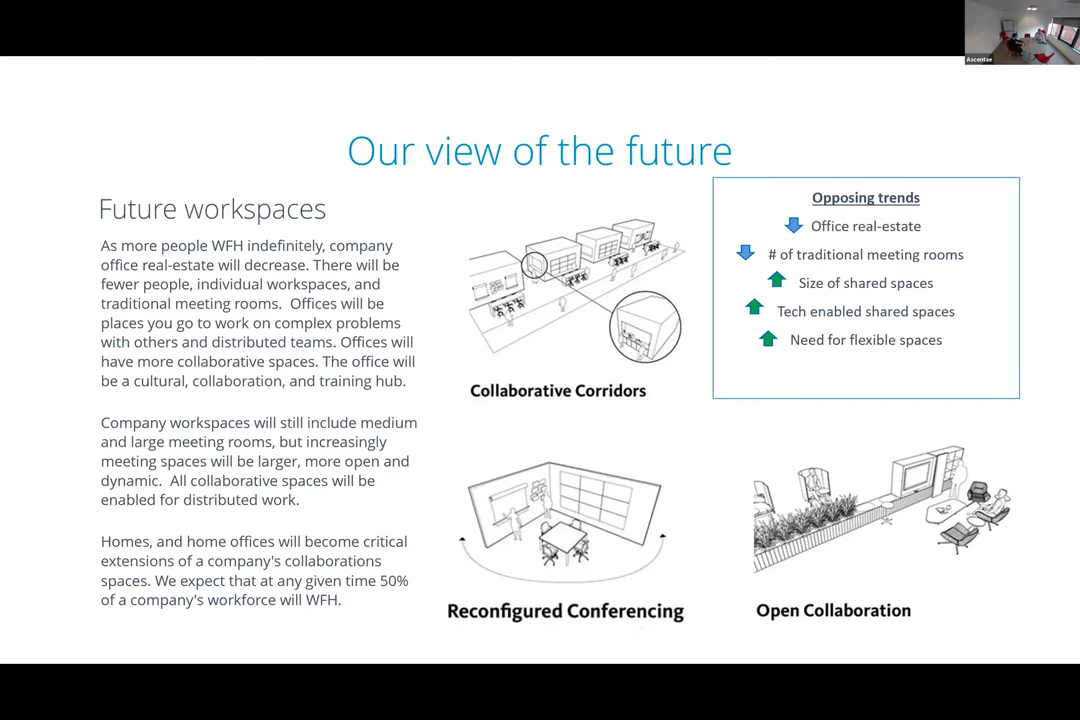 Ascentae
Our view of the future
Future workspaces
As more people WFH indefinitely, company
office real-estate will decrease. There will be
fewer people, individual workspaces, and
traditional meeting rooms. Offices will be
places you go to work on complex problems
with others and distributed teams. Offices will
have more collaborative spaces. The office will
be a cultural, collaboration, and training hub.
Company workspaces will still include medium
and large meeting rooms, but increasingly
meeting spaces will be larger, more open and
dynamic. All collaborative spaces will be
enabled for distributed work.
Homes, and home offices will become critical
extensions of a company's collaborations
spaces. We expect that at any given time 50%
of a company's workforce will WFH.
Collaborative Corridors
Opposing trends
Office real-estate
# of traditional meeting rooms
Size of shared spaces
Tech enabled shared spaces
Need for flexible spaces
Reconfigured Conferencing
Open Collaboration